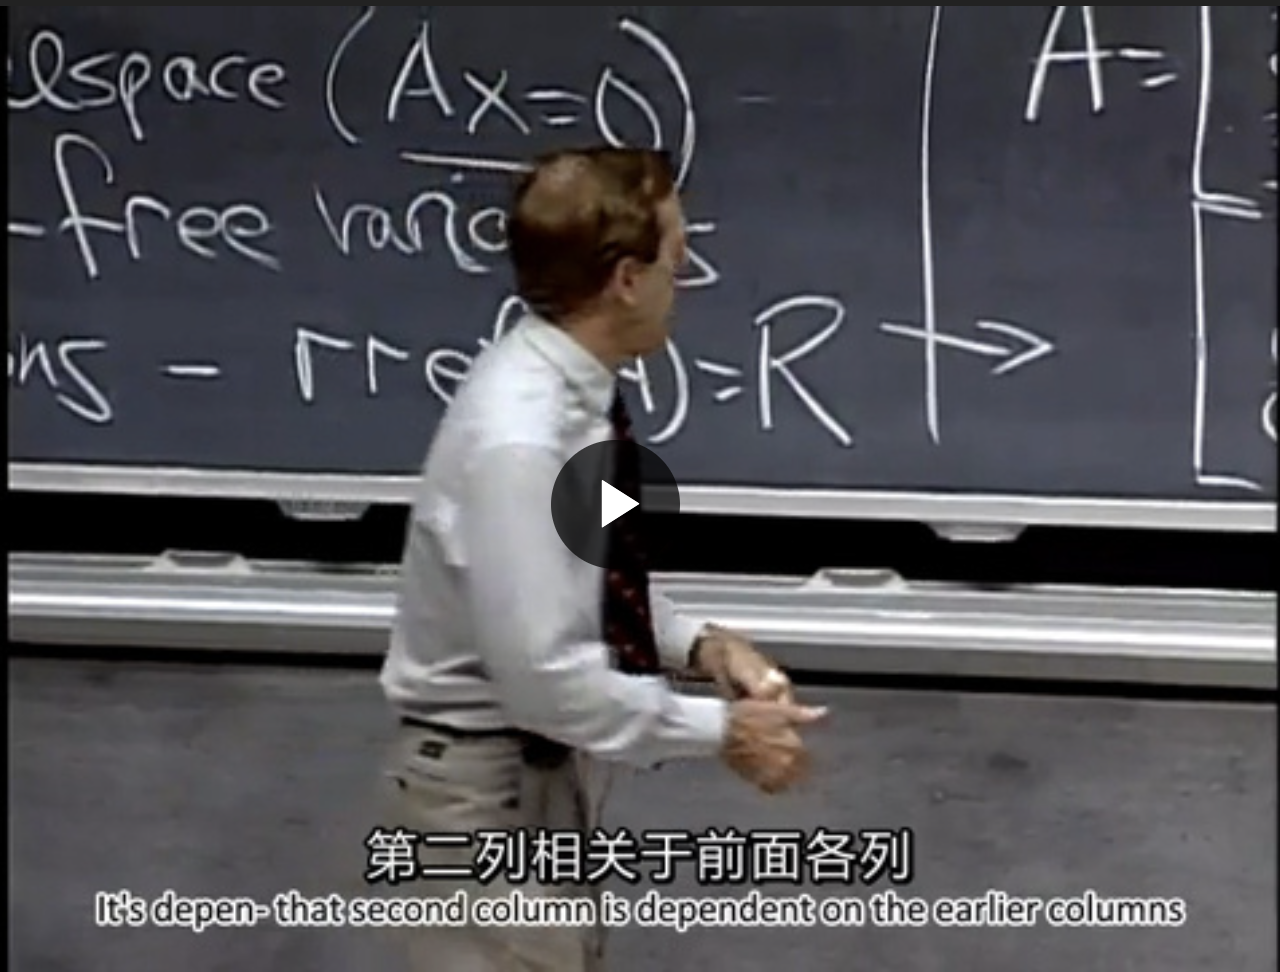 (Ax=0) -
A=
-free
- =R →
第二列相关于前面各列
It's depen- that second column is dependent on the earlier columns